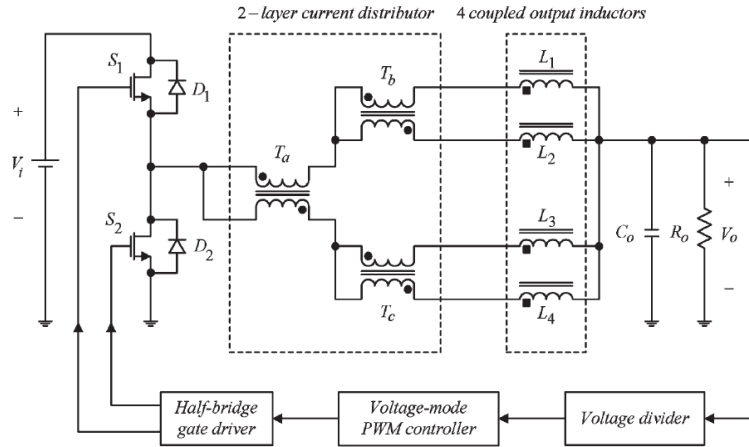 2-layer current distributor
4 coupled output inductors
S1
D1
Tb
L1
+
Vi
−
Ta
L2
S2
D2
L3
Co
Ro
+
Vo
−
Tc
L4
Half-bridge
gate driver
Voltage-mode
PWM controller
Voltage divider